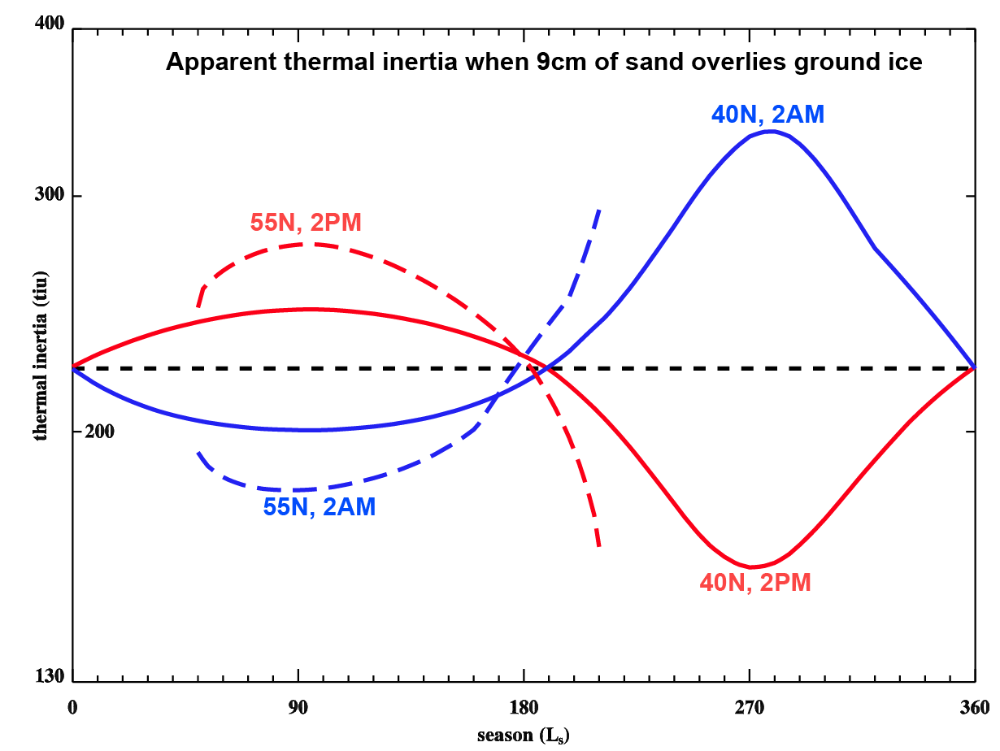 400
Apparent thermal inertia when 9cm of sand overlies ground ice
40N, 2AM
300
55N, 2PM
thermal inertia (tiu)
200
55N, 2AM
40N, 2PM
130
0 90 180 270 360
season (Ls)